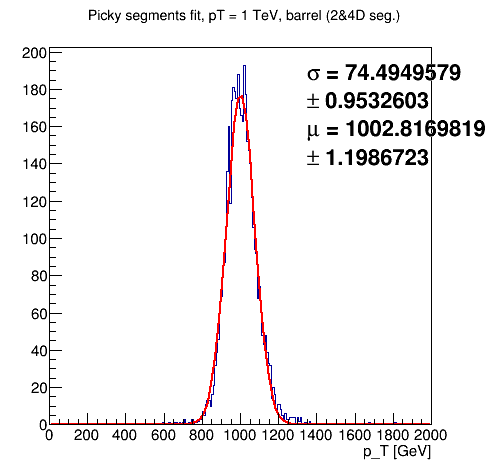 Picky segments fit, pT = 1 TeV, barrel (2&4D seg.)
σ = 74.4949579
± 0.9532603
μ = 1002.8169819
± 1.1986723
200
180
160
140
120
100
80
60
40
20
0
0 200 400 600 800 1000 1200 1400 1600 1800 2000
p_T [GeV]